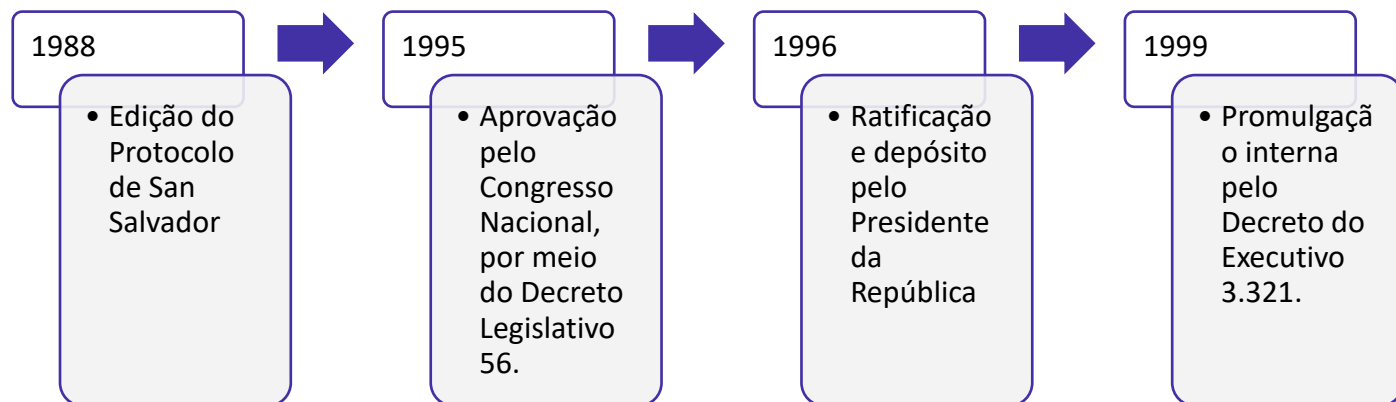 1988
• Edição do
Protocolo
de San
Salvador
1995
• Aprovação
pelo
Congresso
Nacional,
por meio
do Decreto
Legislativo
56.
1996
• Ratificação
e depósito
pelo
Presidente
da
República
1999
• Promulgaçã
o interna
pelo
Decreto do
Executivo
3.321.